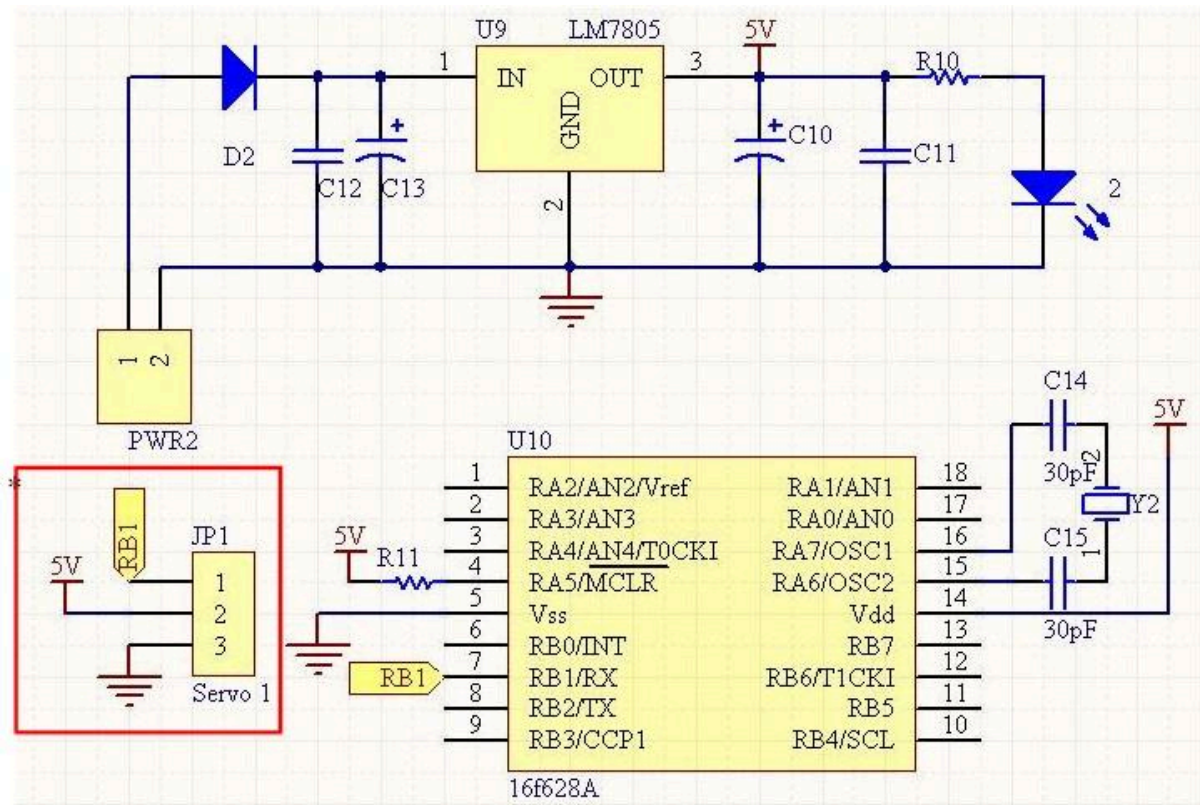 U9 LM7805
5V
1
IN OUT
3
GND
2
D2
C12
C13
+
+
C10
C11
R10
2
1 2
PWR2
*
RB1
JP1
5V
1
2
3
Servo 1
5V
R11
RB1
U10
1 RA2/AN2/Vref RA1/AN1 18
2 RA3/AN3 RA0/AN0 17
3 RA4/AN4/T0CKI RA7/OSC1 16
4 RA5/MCLR RA6/OSC2 15
5 Vss Vdd 14
6 RB0/INT RB7 13
7 RB1/RX RB6/T1CKI 12
8 RB2/TX RB5 11
9 RB3/CCP1 RB4/SCL 10
16f628A
C14
30pF
2
Y2
1
C15
30pF
5V